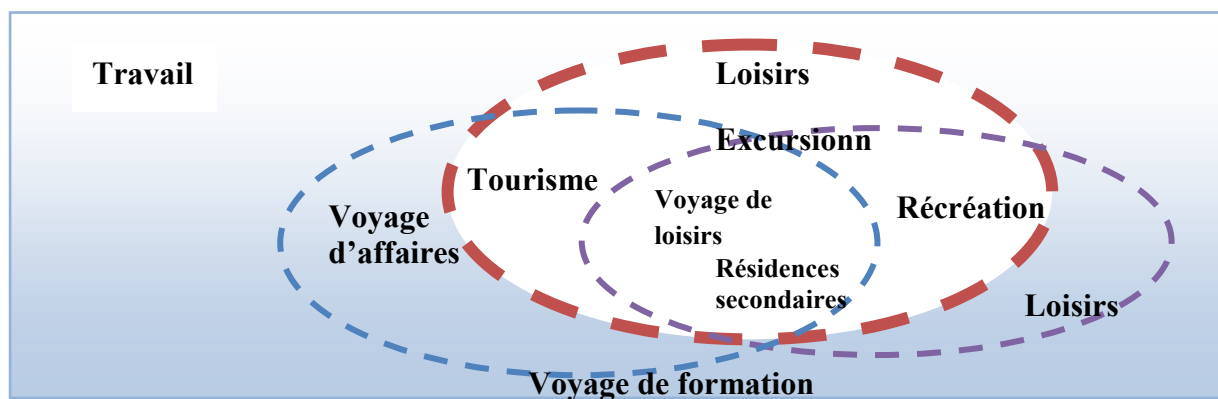 Travail
Loisirs
Excursionn
Tourisme
Voyage de
loisirs
Récréation
Voyage
d’affaires
Résidences
secondaires
Loisirs
Voyage de formation